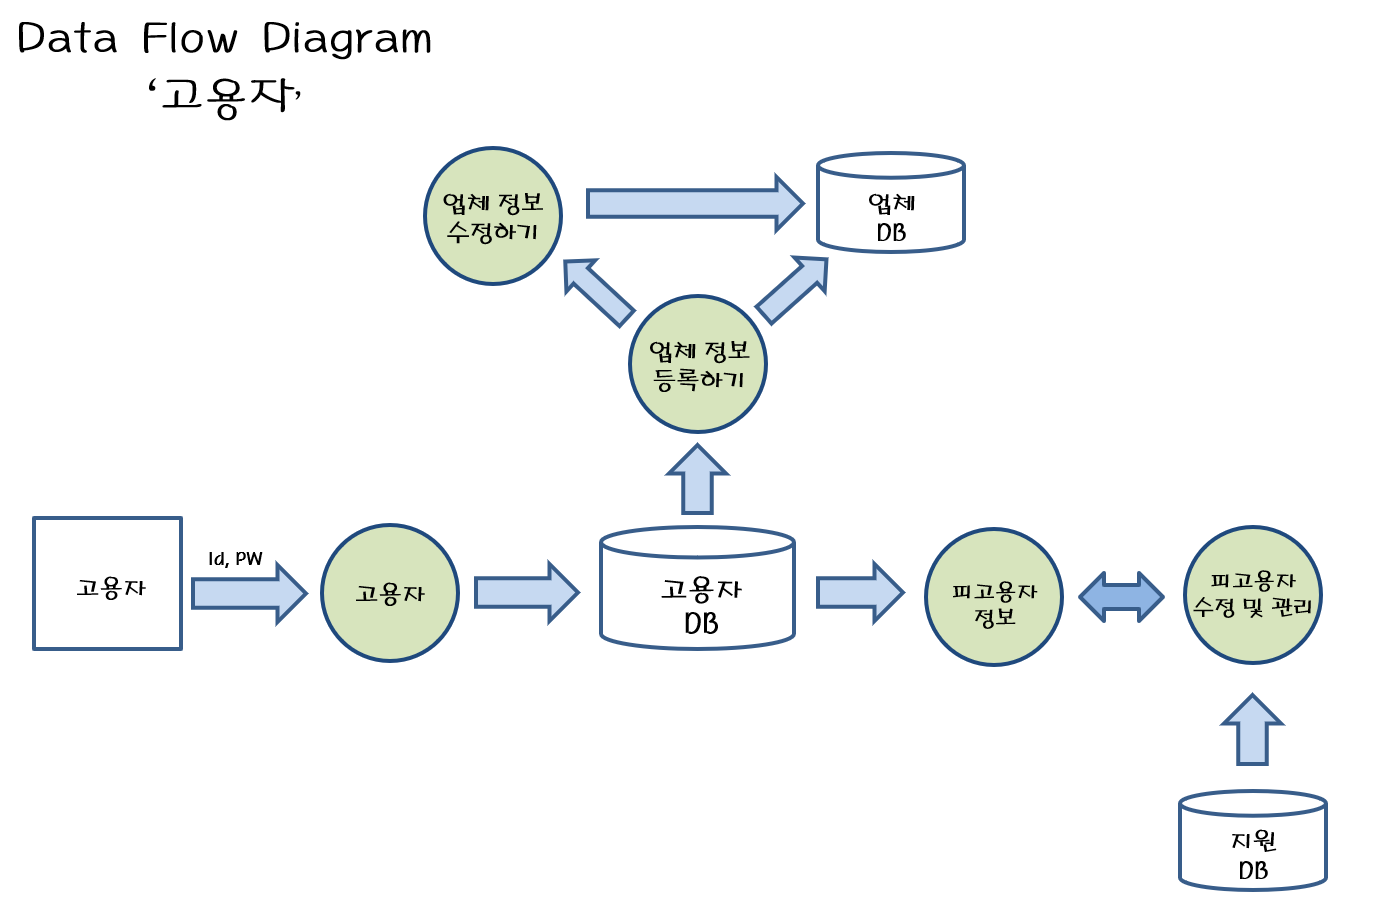 Data Flow Diagram
‘고용자’
업체 정보
수정하기
업체
DB
업체 정보
등록하기
고용자
Id, PW
고용자
고용자
DB
피고용자
정보
피고용자
수정 및 관리
지원
DB